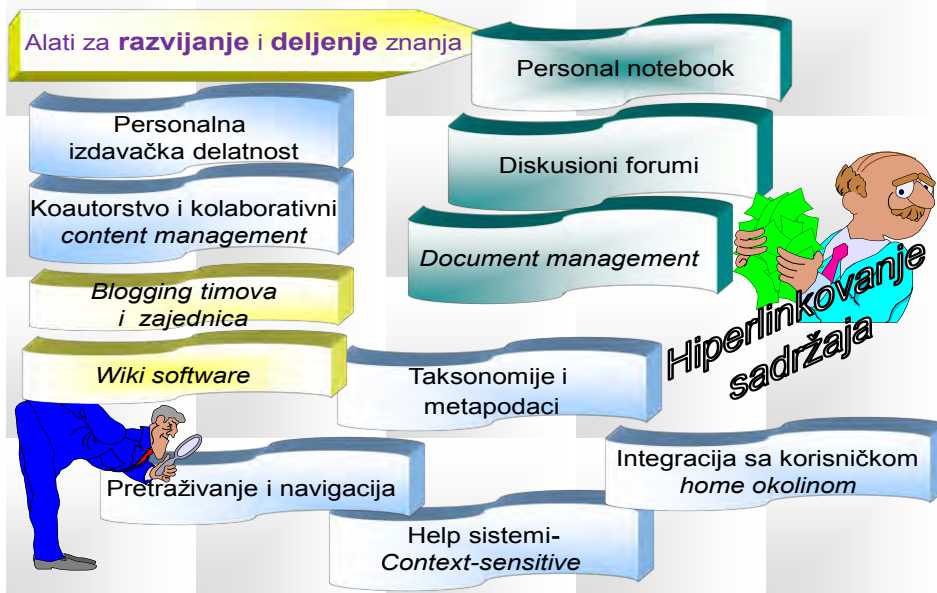 Alati za razvijanje i deljenje znanja
Personal notebook
Personalna
izdavačka delatnost
Diskusioni forumi
Koautorstvo i kolaborativni
content management
Document management
Blogging timova
i zajednica
Hiperlinkovanje
sadržaja
Wiki software
Taksonomije i
metapodaci
Integracija sa korisničkom
home okolinom
Pretraživanje i navigacija
Help sistemi-
Context-sensitive